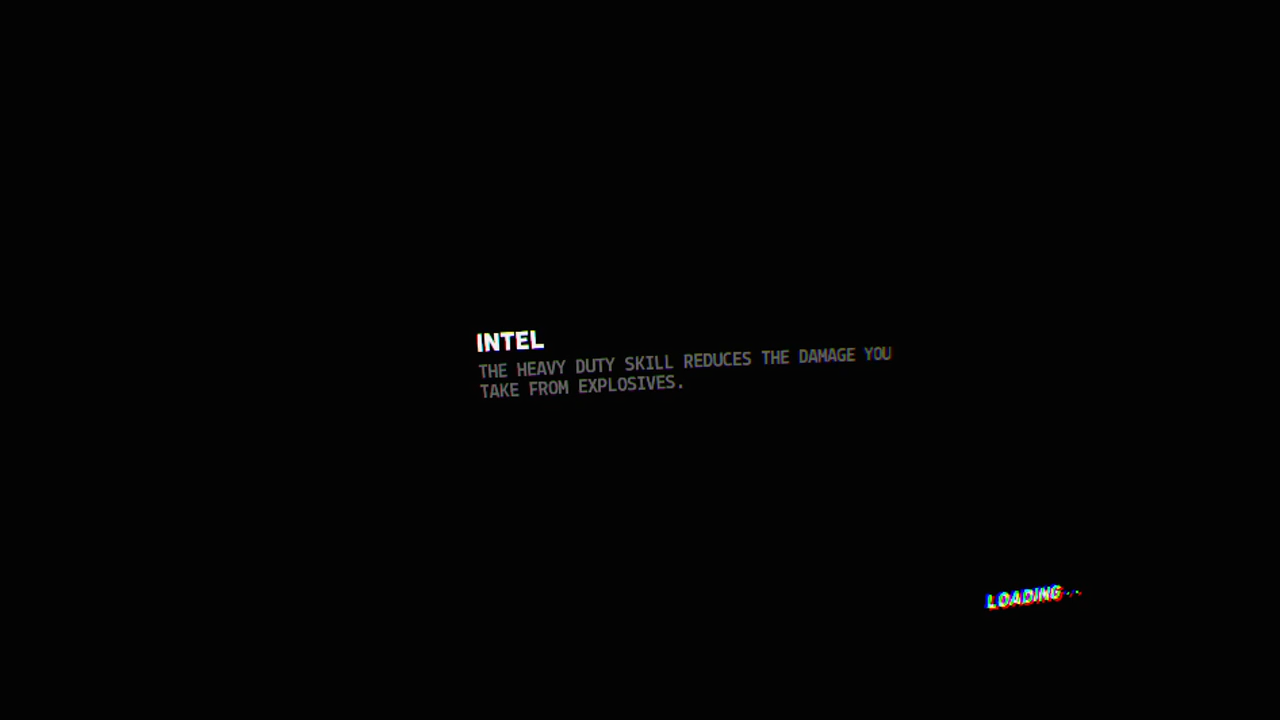 INTEL
THE HEAVY DUTY SKILL REDUCES THE DAMAGE YOU
TAKE FROM EXPLOSIVES.
LOADING...